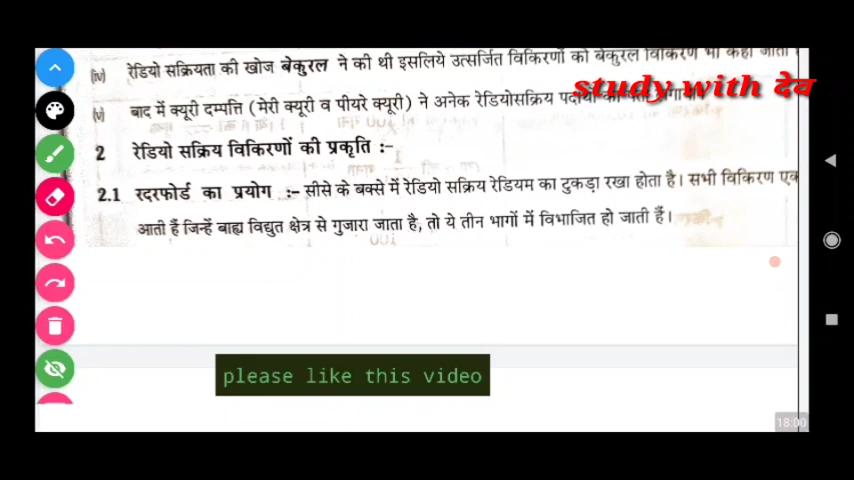 (iv) रेडियो सक्रियता की खोज बेकुरल ने की थी इसलिये उत्सर्जित विकिरणों को बेकुरल विकिरण भी कहा जाता
study with देव
(v) बाद में क्यूरी दम्पत्ति (मेरी क्यूरी व पीयरे क्यूरी) ने अनेक रेडियोसक्रिय पदार्थों का
2 रेडियो सक्रिय विकिरणों की प्रकृति :-
2.1 रदरफोर्ड का प्रयोग :- सीसे के बक्से में रेडियो सक्रिय रेडियम का टुकड़ा रखा होता है। सभी विकिरण एक
आती हैं जिन्हें बाह्य विद्युत क्षेत्र से गुजारा जाता है, तो ये तीन भागों में विभाजित हो जाती हैं।
please like this video
18:00